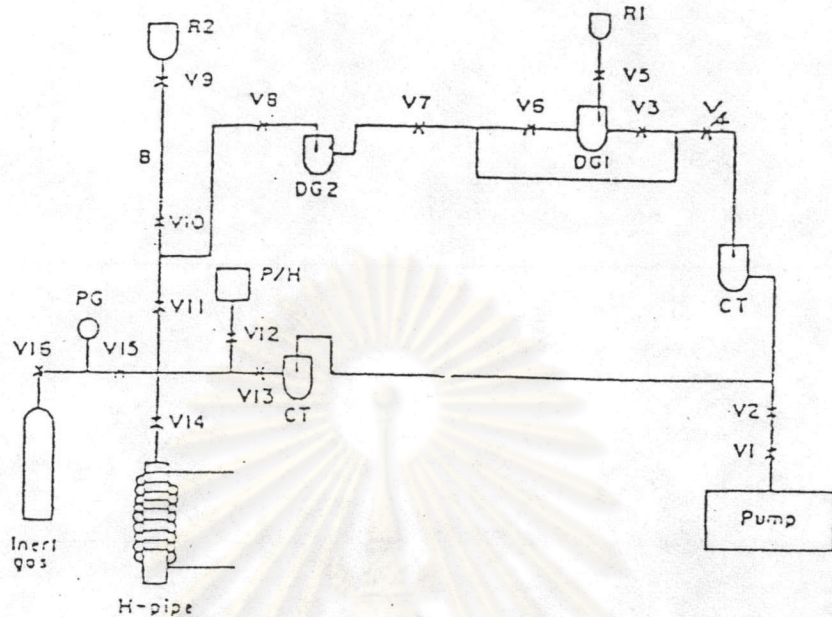 R2
R1
V9
V5
V8
V7
V6
V3
V4
B
DG2
DG1
V10
P/H
PG
V11
CT
V12
V16
V15
V13
CT
V14
V2
V1
Pump
Inert
gas
H-pipe